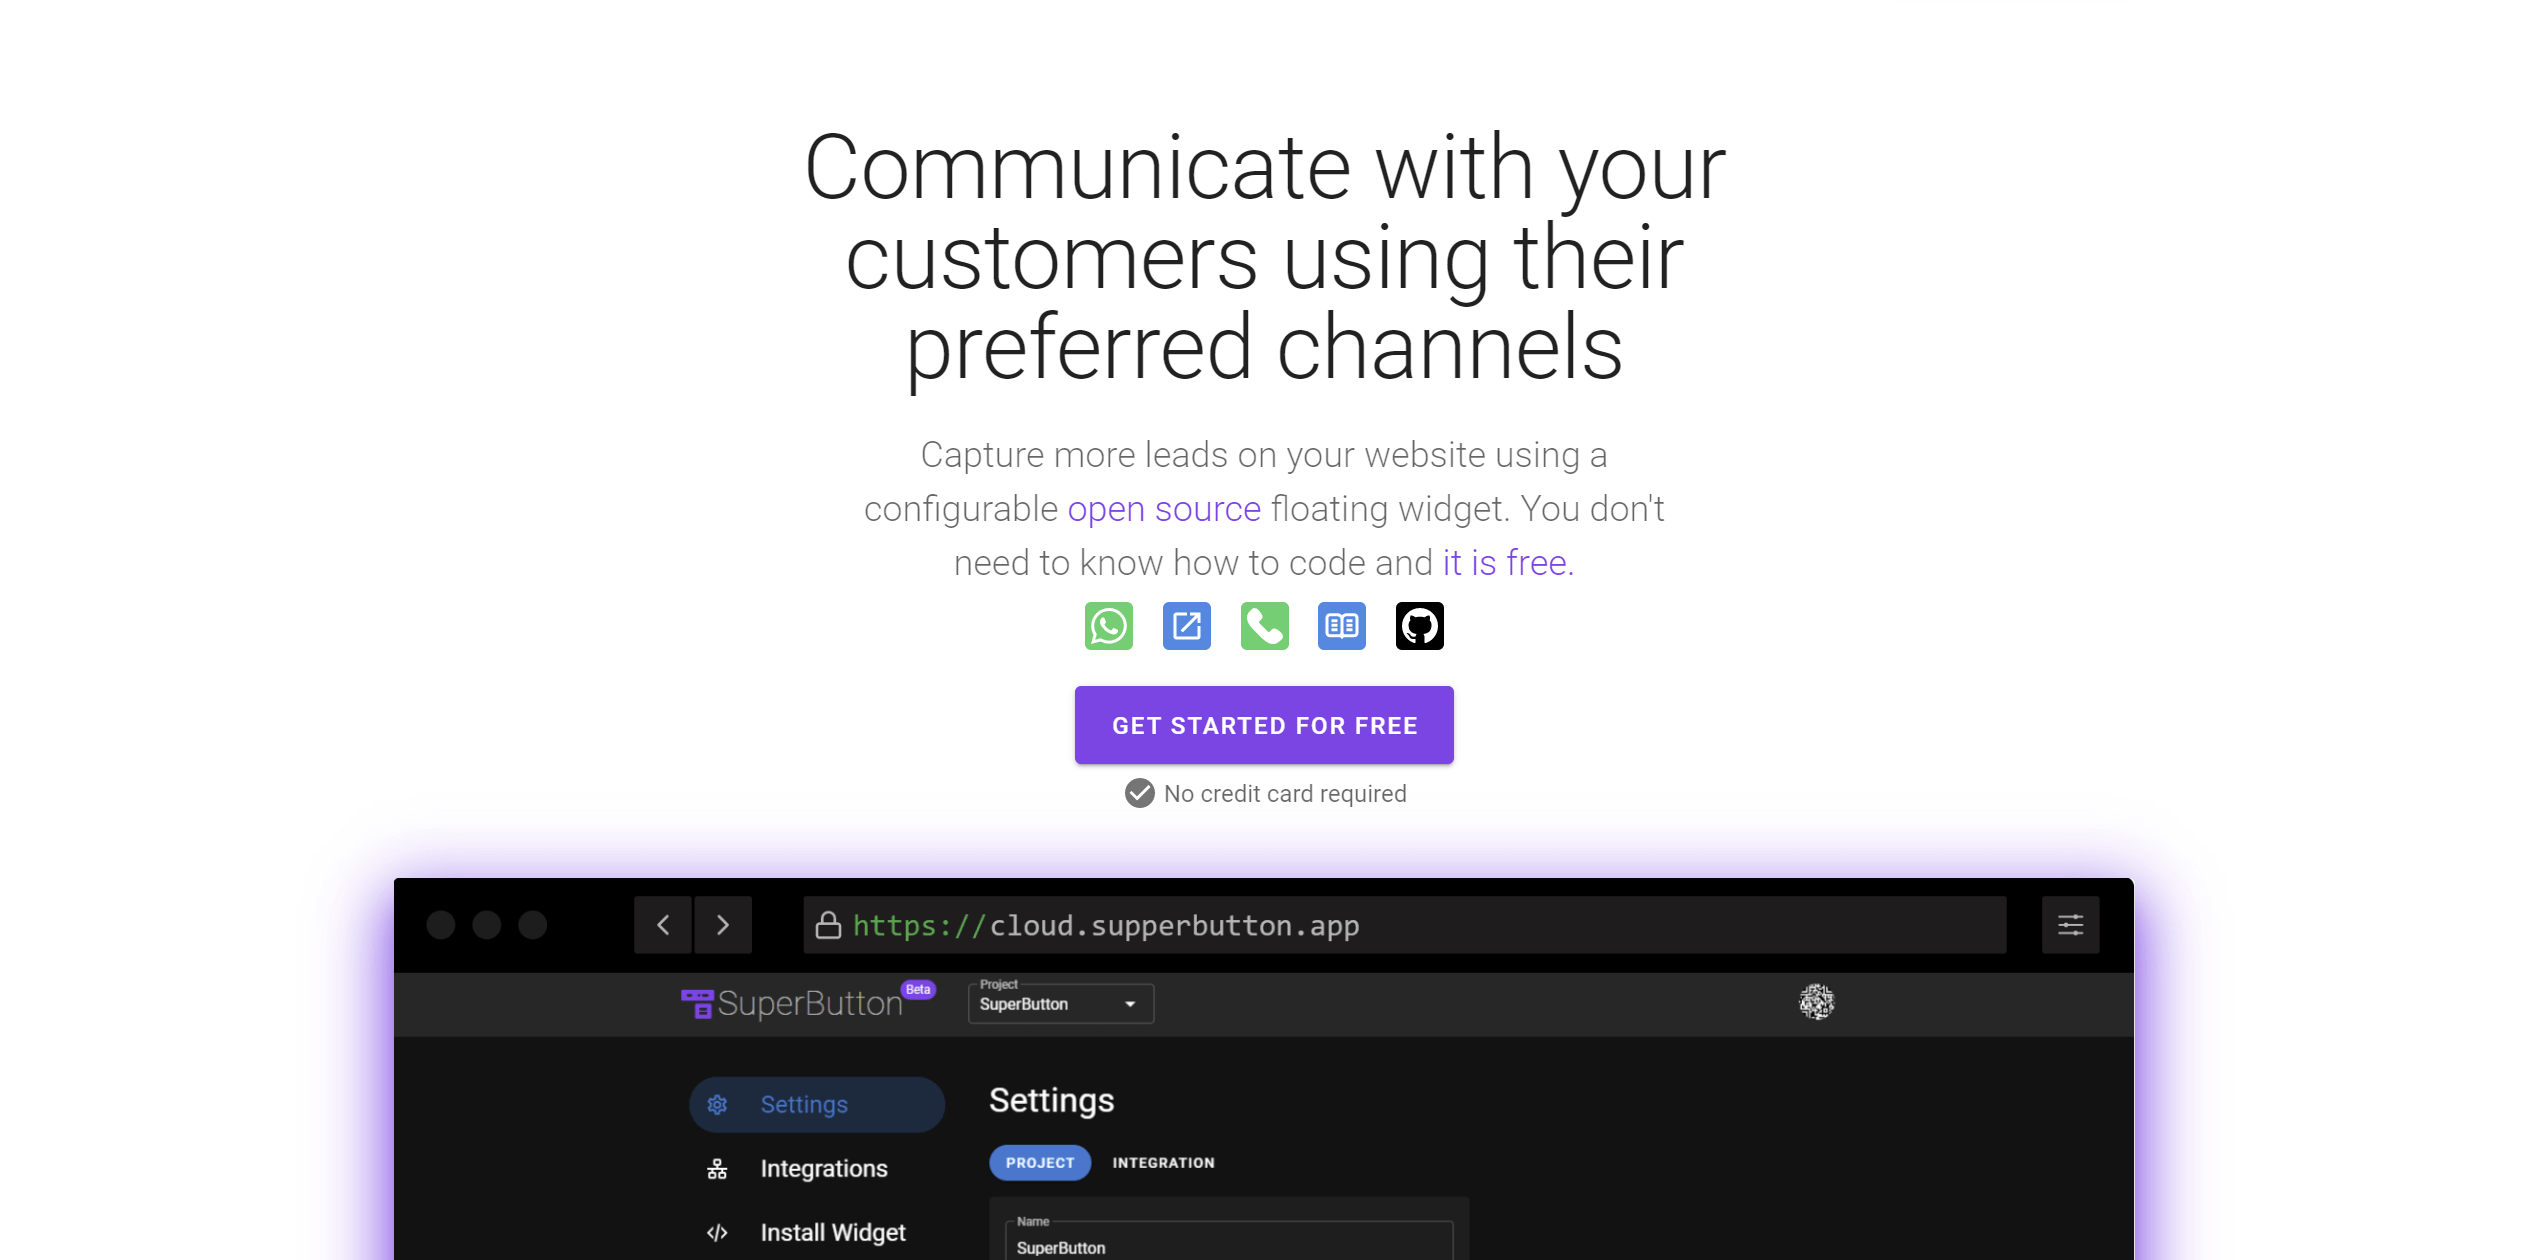 Communicate with your
customers using their
preferred channels
Capture more leads on your website using a
configurable open source floating widget. You don't
need to know how to code and it is free.
GET STARTED FOR FREE
No credit card required
https://cloud.supperbutton.app
SuperButton
Beta
Project
SuperButton
Settings
Integrations
Install Widget
Settings
PROJECT INTEGRATION
Name
SuperButton